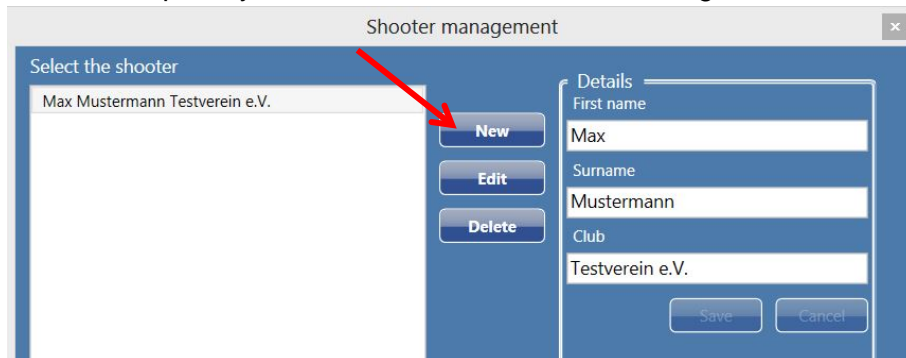 Shooter management
x
Select the shooter
Max Mustermann Testverein e.V.
New
Edit
Delete
Details
First name
Max
Surname
Mustermann
Club
Testverein e.V.
Save
Cancel